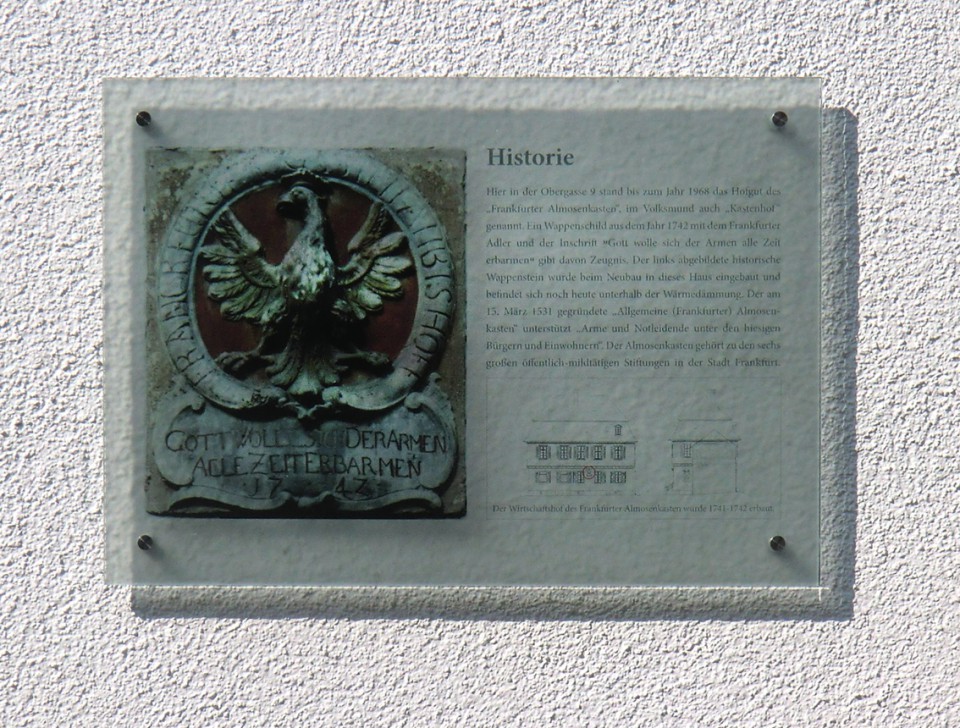 GOTT WOLLE SICH DER ARMEN
ALLE ZEIT ERBARMEN
1742
Historie
Hier in der Obergasse 9 stand bis zum Jahr 1968 das Hofgut des
„Frankfurter Almosenkasten“, im Volksmund auch „Kastenhof“
genannt. Ein Wappenschild aus dem Jahr 1742 mit dem Frankfurter
Adler und der Inschrift »Gott wolle sich der Armen alle Zeit
erbarmen« gibt davon Zeugnis. Der links abgebildete historische
Wappenstein wurde beim Neubau in dieses Haus eingebaut und
befindet sich noch heute unterhalb der Wärmedämmung. Der am
15. März 1531 gegründete „Allgemeine (Frankfurter) Almosen-
kasten“ unterstützt „Arme und Notleidende unter den hiesigen
Bürgern und Einwohnern“. Der Almosenkasten gehört zu den sechs
großen öffentlich-mildtätigen Stiftungen in der Stadt Frankfurt.
Der Wirtschaftshof des Frankfurter Almosenkasten wurde 1741-1742 erbaut.